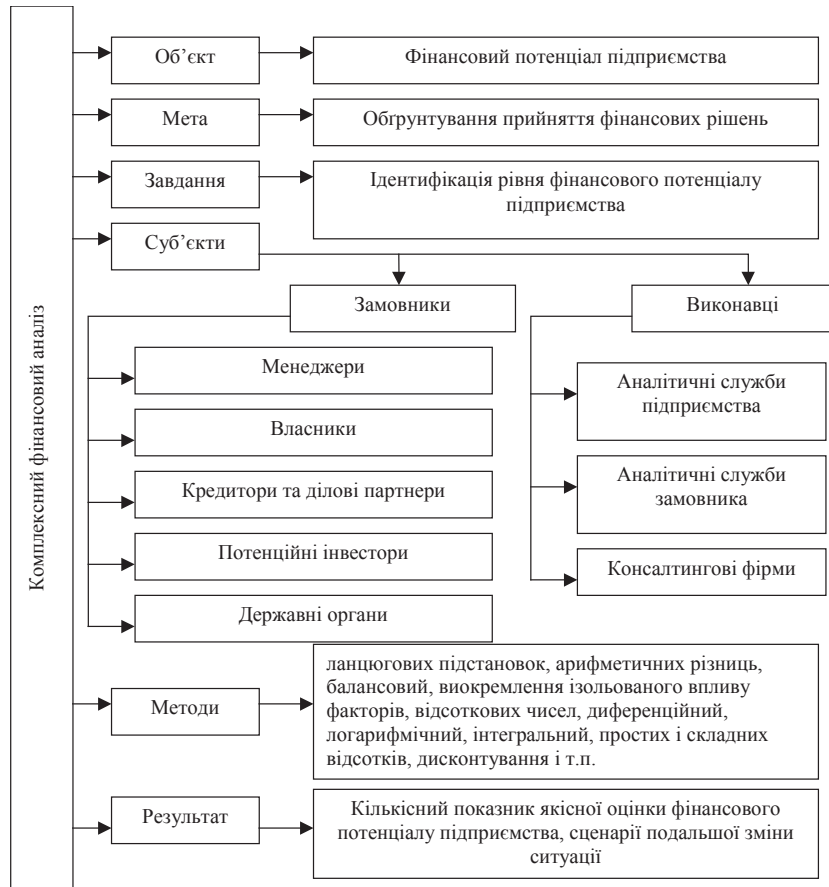 Комплексний фінансовий аналіз
Об’єкт
Фінансовий потенціал підприємства
Мета
Обґрунтування прийняття фінансових рішень
Завдання
Ідентифікація рівня фінансового потенціалу
підприємства
Суб’єкти
Замовники
Виконавці
Менеджери
Власники
Кредитори та ділові партнери
Потенційні інвестори
Державні органи
Аналітичні служби
підприємства
Аналітичні служби
замовника
Консалтингові фірми
Методи
ланцюгових підстановок, арифметичних різниць,
балансовий, виокремлення ізольованого впливу
факторів, відсоткових чисел, диференційний,
логарифмічний, інтегральний, простих і складних
відсотків, дисконтування і т.п.
Результат
Кількісний показник якісної оцінки фінансового
потенціалу підприємства, сценарії подальшої зміни
ситуації